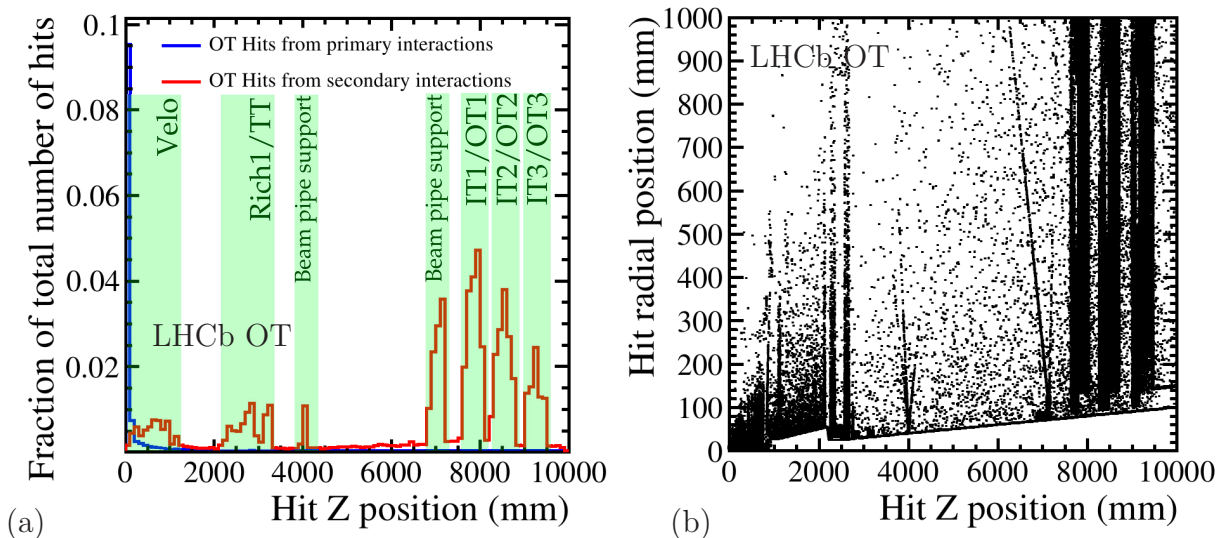 0.1
0.08
0.06
0.04
0.02
Fraction of total number of hits
OT Hits from primary interactions
OT Hits from secondary interactions
Velo
Rich1/TT
Beam pipe support
Beam pipe support
IT1/OT1
IT2/OT2
IT3/OT3
LHCb OT
0 2000 4000 6000 8000 10000
Hit Z position (mm)
(a)
1000
900
800
700
600
500
400
300
200
100
0
Hit radial position (mm)
LHCb OT
0 2000 4000 6000 8000 10000
Hit Z position (mm)
(b)